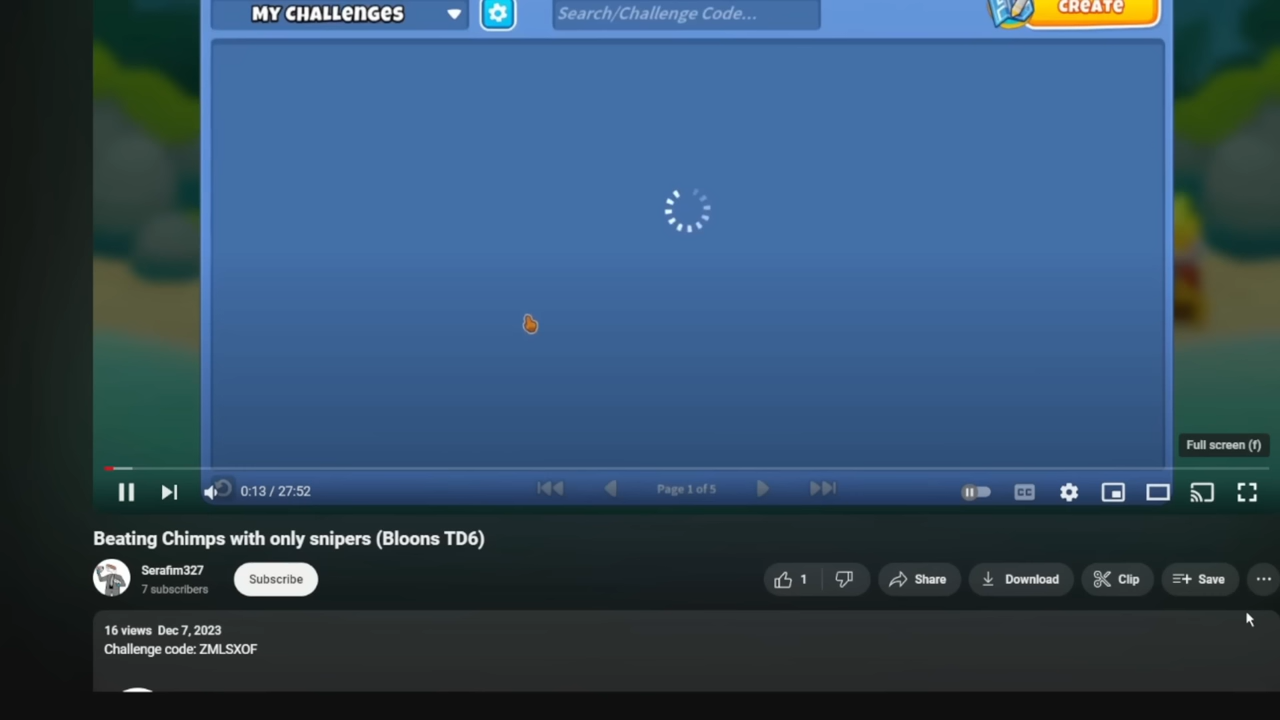 MY CHALLENGES
Search/Challenge Code...
CREATE
Full screen (f)
0:13 / 27:52
Page 1 of 5
CC
Beating Chimps with only snipers (Bloons TD6)
Serafim327
7 subscribers
Subscribe
1
Share
Download
Clip
Save
16 views Dec 7, 2023
Challenge code: ZMLSXOF